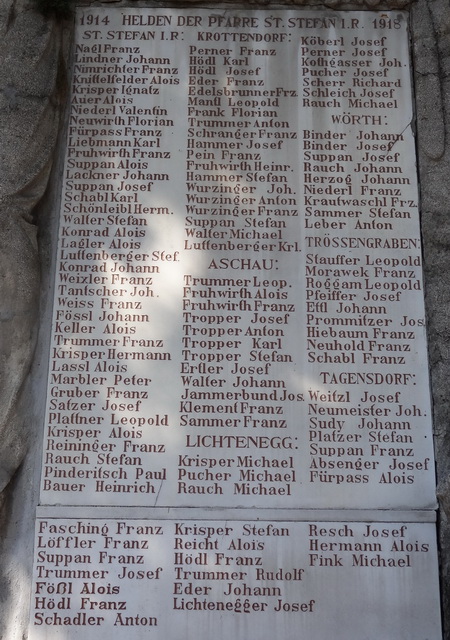 1914 HELDEN DER PFARRE ST. STEFAN I.R. 1918
ST. STEFAN I.R:
Nagl Franz
Lindner Johann
Nimrichter Franz
Knittelfelder Alois
Krisper Ignatz
Auer Alois
Niederl Valentin
Neuwirth Florian
Fürpass Franz
Liebmann Karl
Fruhwirth Franz
Suppan Alois
Lackner Johann
Suppan Josef
Schabl Karl
Schönleibl Herm.
Walter Stefan
Konrad Alois
Lagler Alois
Luttenberger Stef.
Konrad Johann
Weizler Franz
Tantscher Joh.
Weiss Franz
Fössl Johann
Keller Alois
Trummer Franz
Krisper Hermann
Lassl Alois
Marbler Peter
Gruber Franz
Satzer Josef
Plattner Leopold
Krisper Alois
Reininger Franz
Rauch Stefan
Pinderitsch Paul
Bauer Heinrich
KROTTENDORF:
Perner Franz
Hödl Karl
Hödl Josef
Eder Franz
Edelsbrunner Frz.
Mantl Leopold
Frank Florian
Trummer Anton
Schranger Franz
Hammer Josef
Pein Franz
Fruhwirth Heinr.
Hammer Stefan
Wurzinger Joh.
Wurzinger Anton
Wurzinger Franz
Suppan Stefan
Walter Michael
Luttenberger Krl.
ASCHAU:
Trummer Leop.
Fruhwirth Alois
Fruhwirth Franz
Tropper Josef
Tropper Anton
Tropper Karl
Tropper Stefan
Ertler Josef
Walter Johann
Jammerbund Jos.
Klement Franz
Sammer Franz
LICHTENEGG:
Krisper Michael
Pucher Michael
Rauch Michael
Köberl Josef
Perner Josef
Kothgasser Joh.
Pucher Josef
Scherr Richard
Schleich Josef
Rauch Michael
WÖRTH:
Binder Johann
Binder Josef
Suppan Josef
Rauch Johann
Herzog Johann
Niederl Franz
Krautwaschl Frz.
Sammer Stefan
Leber Anton
TRÖSSENGRABEN:
Stauffer Leopold
Morawek Franz
Roggam Leopold
Pfeiffer Josef
Ettl Johann
Pronnnitzer Jos.
Hiebaum Franz
Neuhold Franz
Schabl Franz
TAGENSDORF:
Weitzl Josef
Neumeister Joh.
Sudy Johann
Platzer Stefan
Suppan Franz
Absenger Josef
Fürpass Alois
Fasching Franz
Löffler Franz
Suppan Franz
Trummer Josef
Fößl Alois
Hödl Franz
Schadler Anton
Krisper Stefan
Reicht Alois
Hödl Franz
Trummer Rudolf
Eder Johann
Lichtenegger Josef
Resch Josef
Hermann Alois
Fink Michael